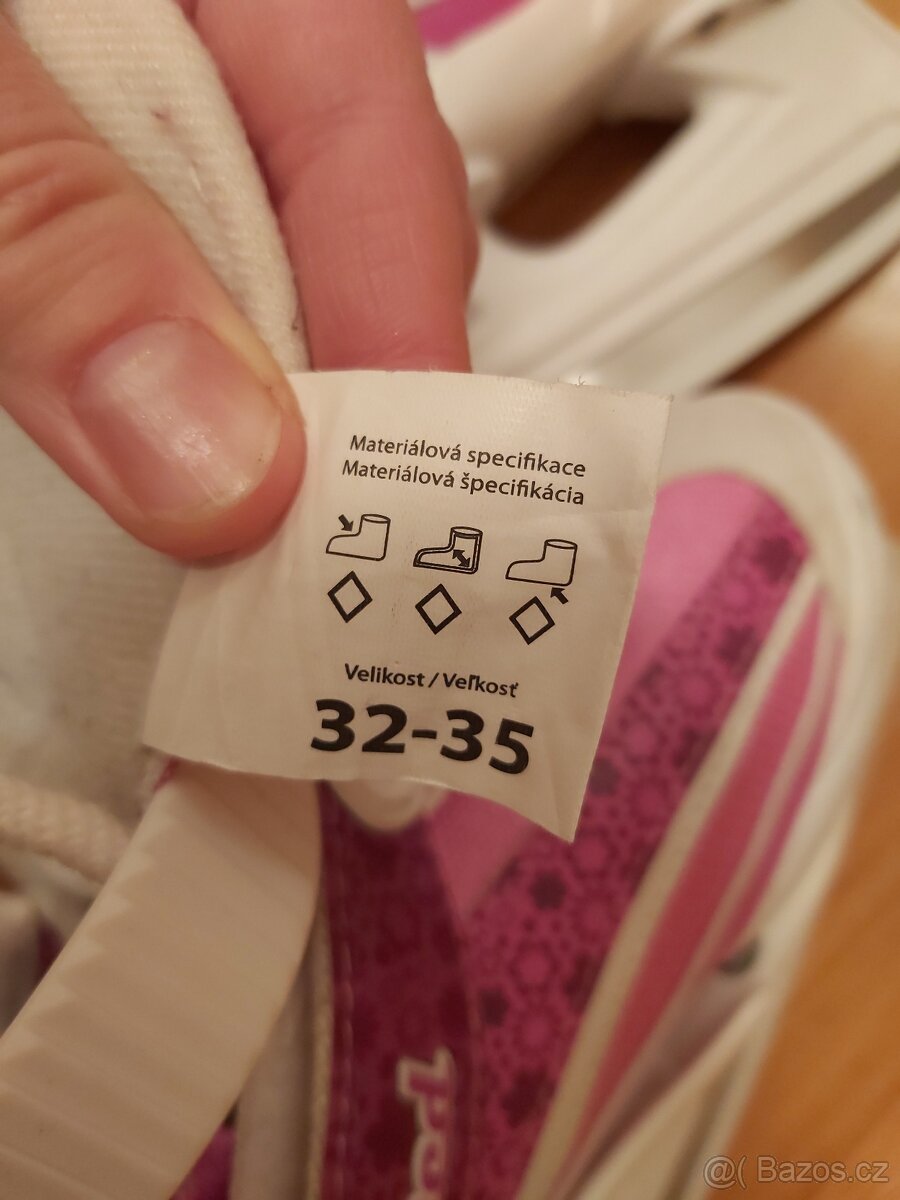 Materiálová specifikace
Materiálová špecifikácia
Velikost / Veľkosť
32-35
@( Bazos.cz